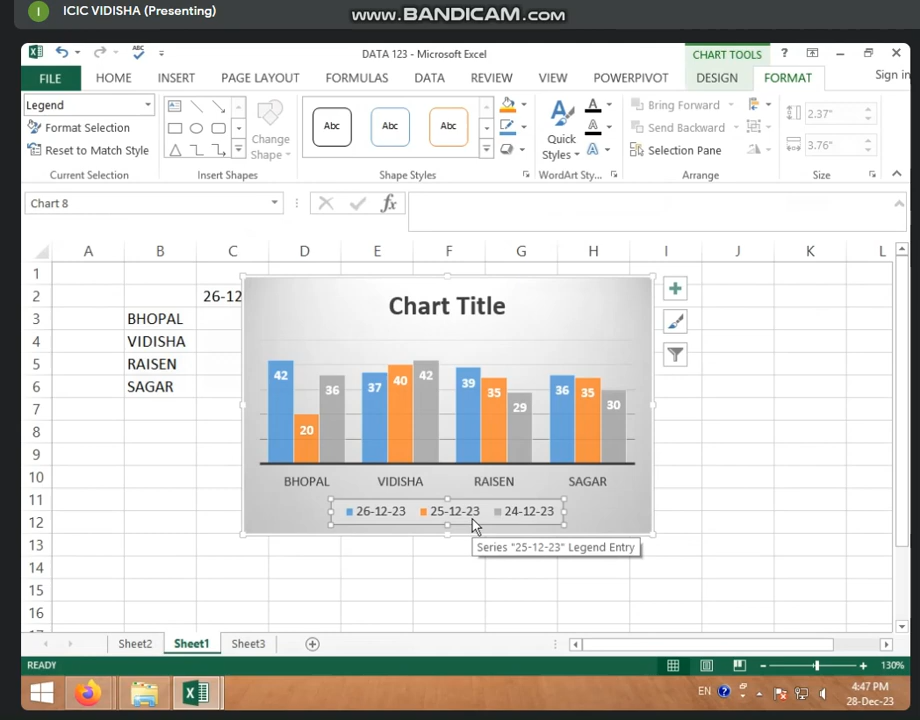 I ICIC VIDISHA (Presenting)
www.BANDICAM.com
DATA 123 - Microsoft Excel
CHART TOOLS
FILE HOME INSERT PAGE LAYOUT FORMULAS DATA REVIEW VIEW POWERPIVOT DESIGN FORMAT Sign in
Legend
Format Selection
Reset to Match Style
Current Selection
Change
Shape
Insert Shapes
Abc Abc Abc
Shape Styles
Quick
Styles
WordArt Sty...
Bring Forward
Send Backward
Selection Pane
Arrange
2.37"
3.76"
Size
Chart 8
fx
A B C D E F G H I J K L
1
2 26-12
3 BHOPAL
4 VIDISHA
5 RAISEN
6 SAGAR
7
8
9
10
11
12
13
14
15
16
Chart Title
42 20 36 37 40 42 39 35 29 36 35 30
BHOPAL VIDISHA RAISEN SAGAR
26-12-23 25-12-23 24-12-23
Series "25-12-23" Legend Entry
Sheet2 Sheet1 Sheet3
READY
130%
EN
4:47 PM
28-Dec-23